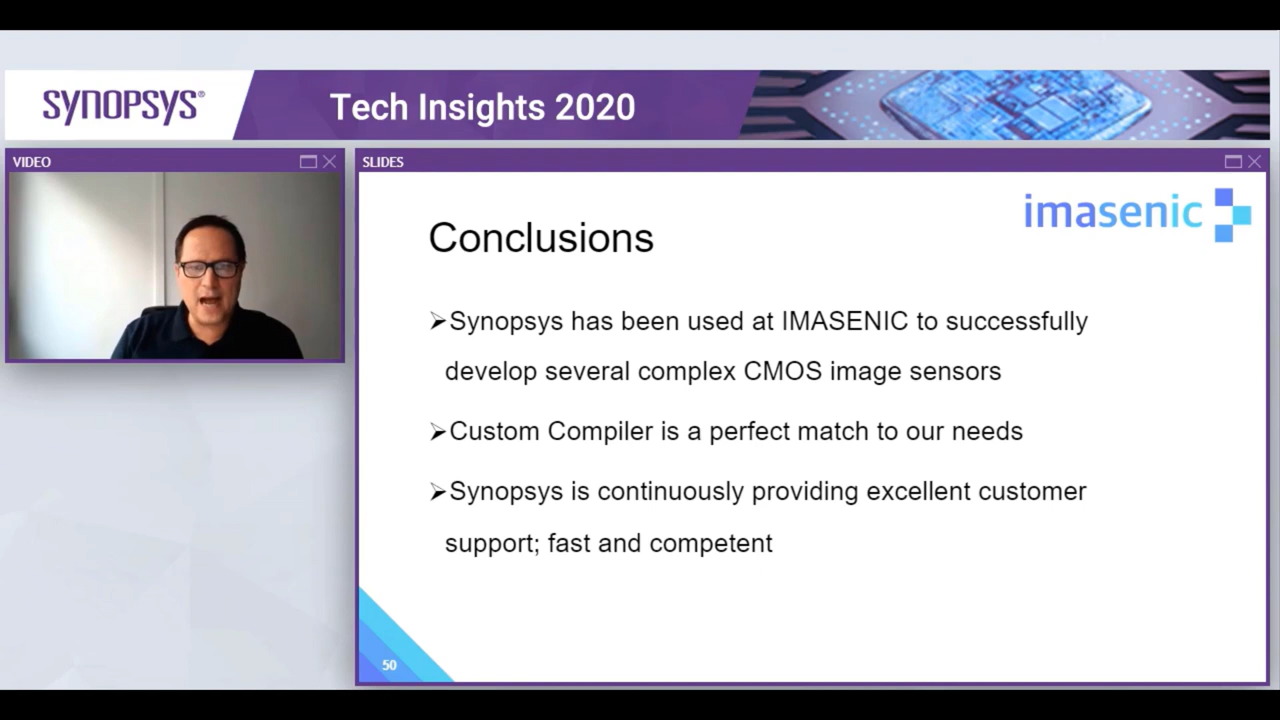 SYNOPSYS®
Tech Insights 2020
VIDEO
SLIDES
imasenic
Conclusions
➢Synopsys has been used at IMASENIC to successfully
develop several complex CMOS image sensors
➢Custom Compiler is a perfect match to our needs
➢Synopsys is continuously providing excellent customer
support; fast and competent
50